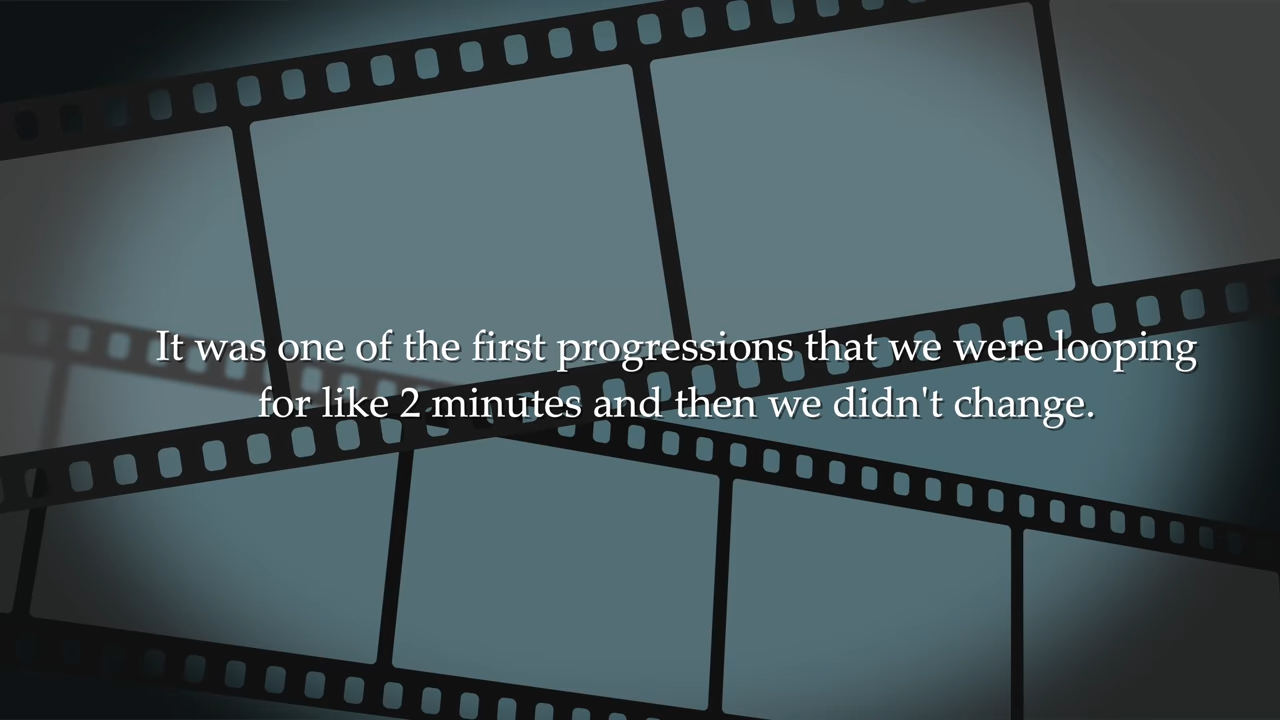 It was one of the first progressions that we were looping
for like 2 minutes and then we didn't change.